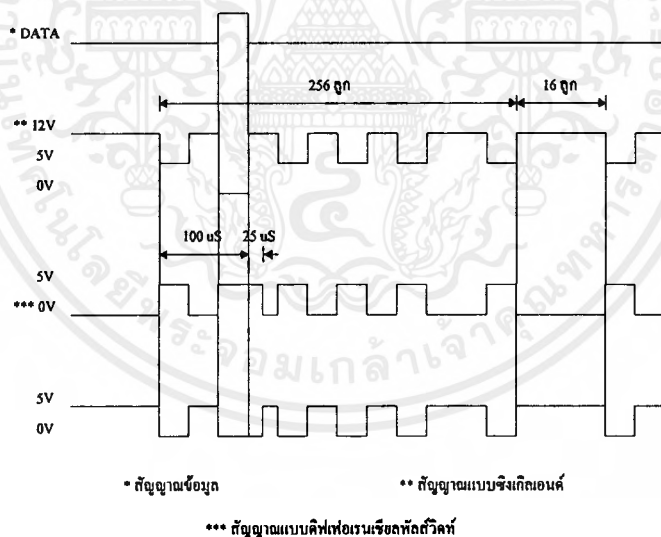 * DATA
256 ลูก
16 ลูก
** 12V
5V
0V
100 uS
25 uS
5V
*** 0V
5V
0V
* สัญญาณข้อมูล
** สัญญาณแบบซิงเกิลเอนด์
*** สัญญาณแบบดิฟเฟอเรนเชียลพัลส์วิดท์